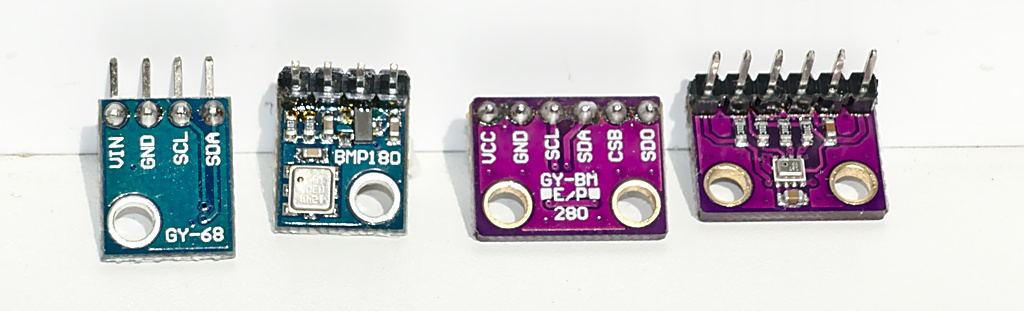 VIN GND SCL SDA
GY-68
BMP180
VCC GND SCL SDA CSB SDO
GY-BM
E/P
280